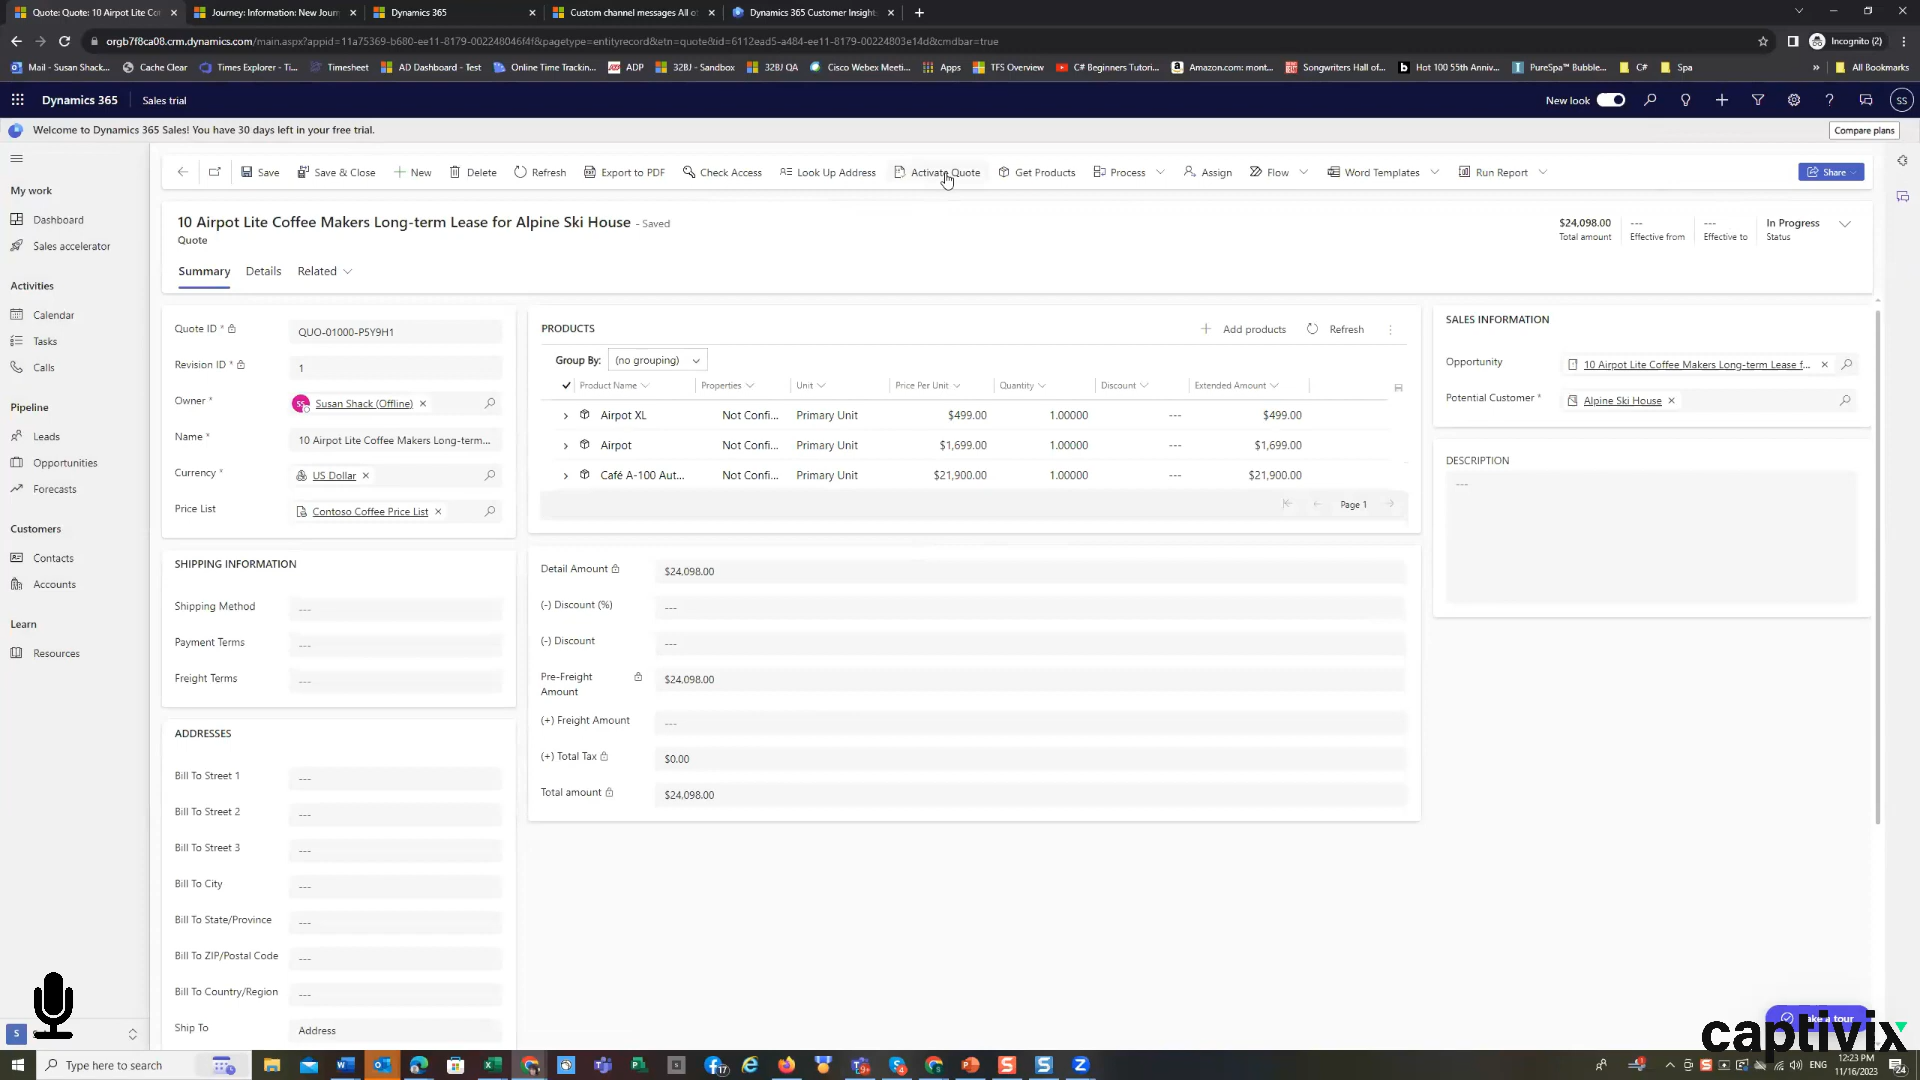 Quote: Quote: 10 Airpot Lite Co
Journey: Information: New Journ
Dynamics 365
Custom channel messages All of
Dynamics 365 Customer Insight
orgb7f8ca08.crm.dynamics.com/main.aspx?appid=11a75369-b680-ee11-8179-002248046f4f&pagetype=entityrecord&etn=quote&id=6112ead5-a484-ee11-8179-00224803e14d&cmdbar=true
Incognito (2)
Mail - Susan Shack...
Cache Clear
Times Explorer - Ti...
Timesheet
AD Dashboard - Test
Online Time Trackin...
ADP
32BJ - Sandbox
32BJ QA
Cisco Webex Meeti...
Apps
TFS Overview
C# Beginners Tutori...
Amazon.com: mont...
Songwriters Hall of...
Hot 100 55th Anniv...
PureSpa™ Bubble...
C#
Spa
All Bookmarks
Dynamics 365
Sales trial
New look
SS
Welcome to Dynamics 365 Sales! You have 30 days left in your free trial.
Compare plans
Save
Save & Close
New
Delete
Refresh
Export to PDF
Check Access
Look Up Address
Activate Quote
Get Products
Process
Assign
Flow
Word Templates
Run Report
Share
My work
Dashboard
Sales accelerator
Activities
Calendar
Tasks
Calls
Pipeline
Leads
Opportunities
Forecasts
Customers
Contacts
Accounts
Learn
Resources
10 Airpot Lite Coffee Makers Long-term Lease for Alpine Ski House - Saved
Quote
$24,098.00
Total amount
---
Effective from
---
Effective to
In Progress
Status
Summary
Details
Related
Quote ID *
QUO-01000-P5Y9H1
Revision ID *
1
Owner *
SS
Susan Shack (Offline)
Name *
10 Airpot Lite Coffee Makers Long-term...
Currency *
US Dollar
Price List
Contoso Coffee Price List
SHIPPING INFORMATION
Shipping Method
---
Payment Terms
---
Freight Terms
---
ADDRESSES
Bill To Street 1
---
Bill To Street 2
---
Bill To Street 3
---
Bill To City
---
Bill To State/Province
---
Bill To ZIP/Postal Code
---
Bill To Country/Region
---
Ship To
Address
PRODUCTS
Add products
Refresh
Group By: (no grouping)
Product Name Properties Unit Price Per Unit Quantity Discount Extended Amount
Airpot XL Not Confi... Primary Unit $499.00 1.00000 --- $499.00
Airpot Not Confi... Primary Unit $1,699.00 1.00000 --- $1,699.00
Café A-100 Aut... Not Confi... Primary Unit $21,900.00 1.00000 --- $21,900.00
Page 1
Detail Amount
$24,098.00
(-) Discount (%)
---
(-) Discount
---
Pre-Freight Amount
$24,098.00
(+) Freight Amount
---
(+) Total Tax
$0.00
Total amount
$24,098.00
SALES INFORMATION
Opportunity
10 Airpot Lite Coffee Makers Long-term Lease f...
Potential Customer *
Alpine Ski House
DESCRIPTION
---
S
a tour
captivix
Type here to search
17
ENG
12:23 PM
11/16/2023
24